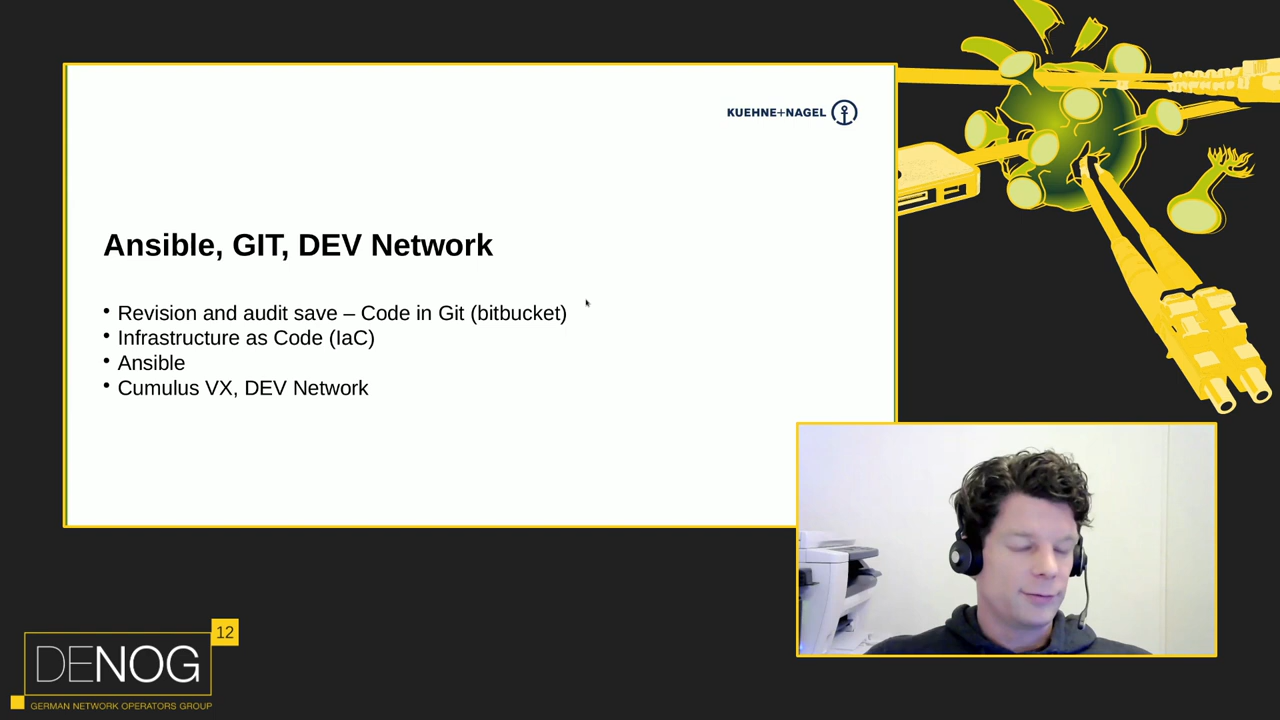 KUEHNE+NAGEL
Ansible, GIT, DEV Network
• Revision and audit save – Code in Git (bitbucket)
• Infrastructure as Code (IaC)
• Ansible
• Cumulus VX, DEV Network
12
DENOG
GERMAN NETWORK OPERATORS GROUP